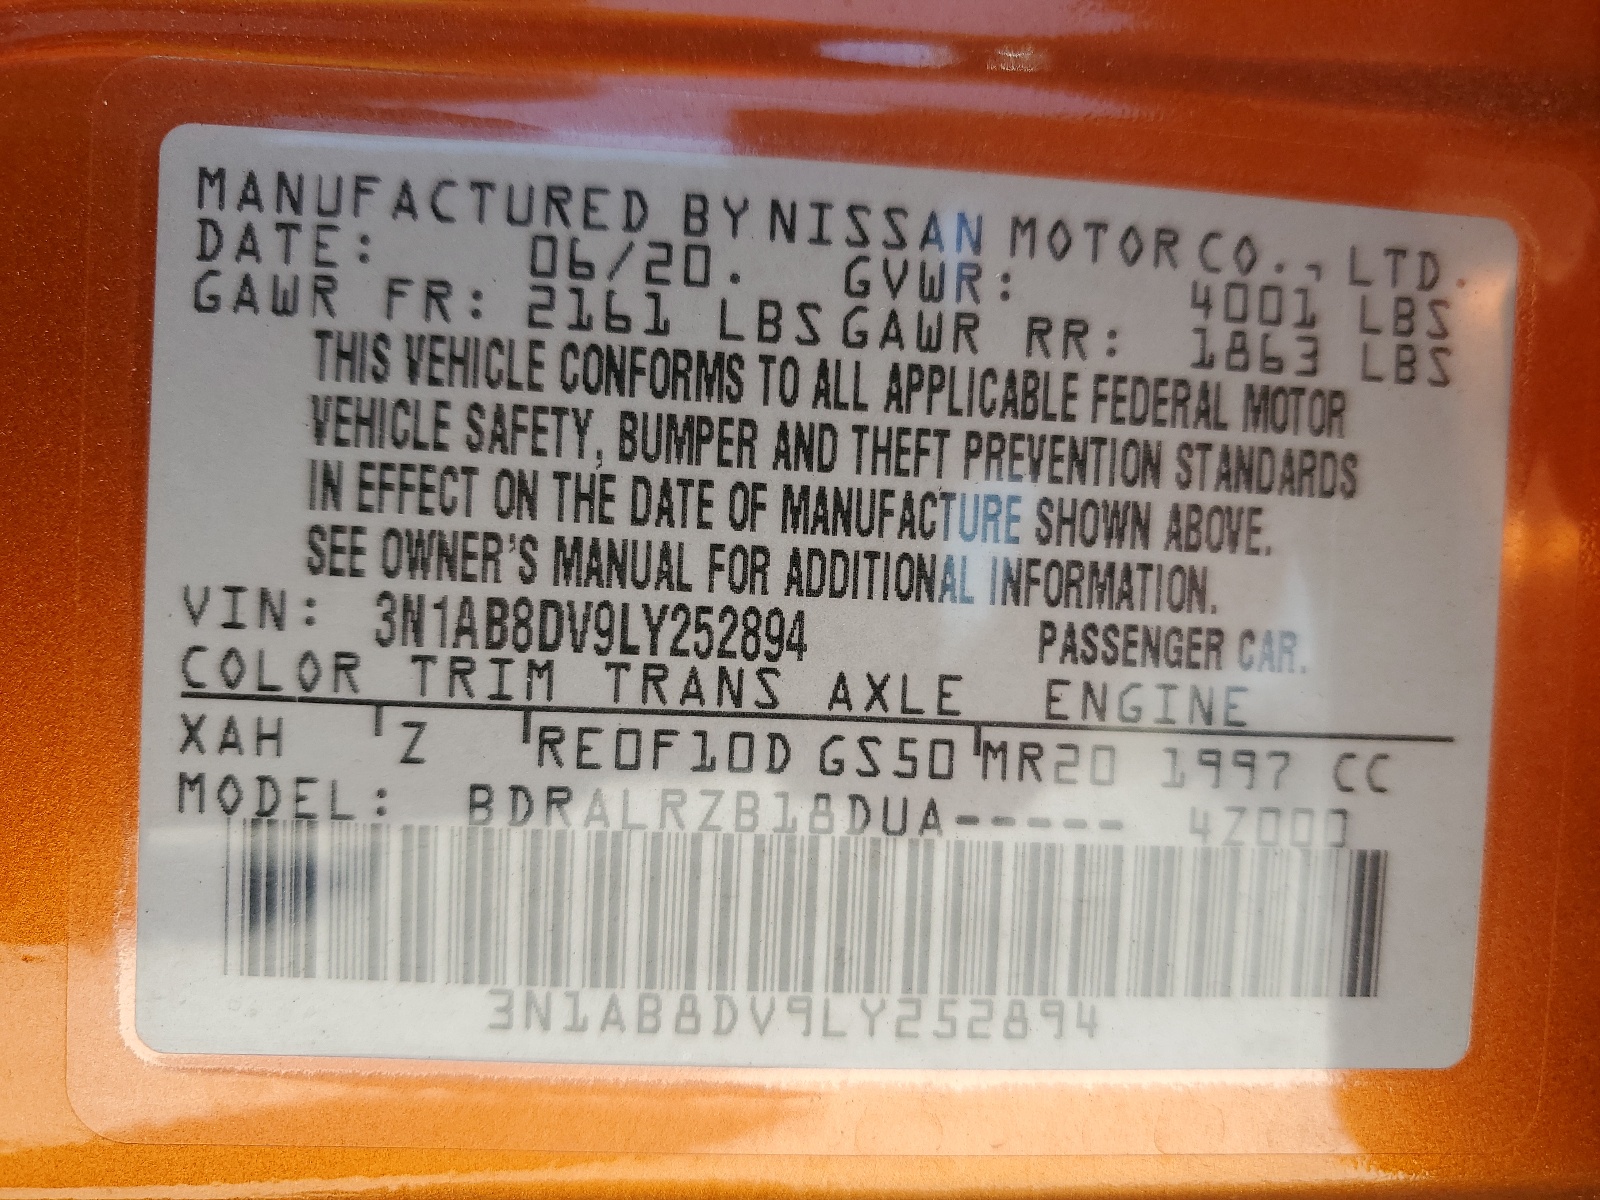 MANUFACTURED BY NISSAN MOTOR CO., LTD.
DATE: 06/20. GVWR: 4001 LBS
GAWR FR: 2161 LBS GAWR RR: 1863 LBS
THIS VEHICLE CONFORMS TO ALL APPLICABLE FEDERAL MOTOR
VEHICLE SAFETY, BUMPER AND THEFT PREVENTION STANDARDS
IN EFFECT ON THE DATE OF MANUFACTURE SHOWN ABOVE.
SEE OWNER'S MANUAL FOR ADDITIONAL INFORMATION.
VIN: 3N1AB8DV9LY252894 PASSENGER CAR.
COLOR TRIM TRANS AXLE ENGINE
XAH Z RE0F10D GS50 MR20 1997 CC
MODEL: BDRALRZB18DUA----- 4Z000
3N1AB8DV9LY252894